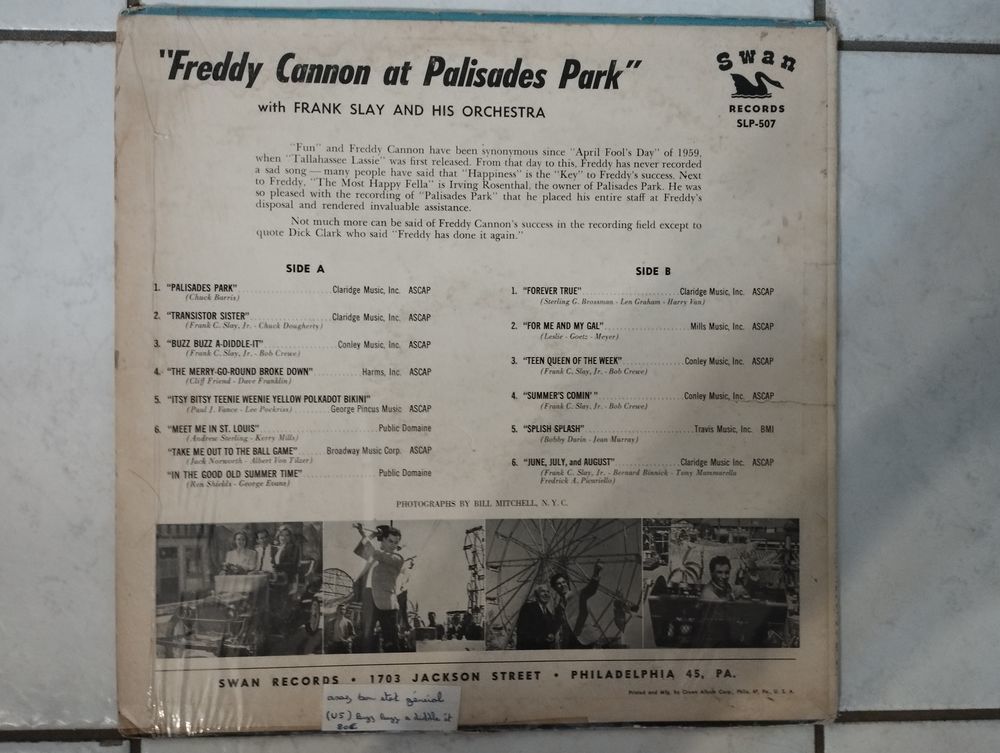 "Freddy Cannon at Palisades Park"
with FRANK SLAY AND HIS ORCHESTRA
Swan
RECORDS
SLP-507
"Fun" and Freddy Cannon have been synonymous since "April Fool's Day" of 1959,
when "Tallahassee Lassie" was first released. From that day to this, Freddy has never recorded
a sad song — many people have said that "Happiness" is the "Key" to Freddy's success. Next
to Freddy, "The Most Happy Fella" is Irving Rosenthal, the owner of Palisades Park. He was
so pleased with the recording of "Palisades Park" that he placed his entire staff at Freddy's
disposal and rendered invaluable assistance.
Not much more can be said of Freddy Cannon's success in the recording field except to
quote Dick Clark who said "Freddy has done it again."
SIDE A
1. "PALISADES PARK" Claridge Music, Inc. ASCAP
(Chuck Barris)
2. "TRANSISTOR SISTER" Claridge Music, Inc. ASCAP
(Frank C. Slay, Jr. - Chuck Dougherty)
3. "BUZZ BUZZ A-DIDDLE-IT" Conley Music, Inc. ASCAP
(Frank C. Slay, Jr. - Bob Crewe)
4. "THE MERRY-GO-ROUND BROKE DOWN" Harms, Inc. ASCAP
(Cliff Friend - Dave Franklin)
5. "ITSY BITSY TEENIE WEENIE YELLOW POLKADOT BIKINI"
(Paul J. Vance - Lee Pockriss) George Pincus Music ASCAP
6. "MEET ME IN ST. LOUIS" Public Domaine
(Andrew Sterling - Kerry Mills)
"TAKE ME OUT TO THE BALL GAME" Broadway Music Corp. ASCAP
(Jack Norworth - Albert Von Tilzer)
"IN THE GOOD OLD SUMMER TIME" Public Domaine
(Ken Shields - George Evans)
SIDE B
1. "FOREVER TRUE" Claridge Music, Inc. ASCAP
(Sterling G. Brossman - Len Graham - Harry Van)
2. "FOR ME AND MY GAL" Mills Music, Inc. ASCAP
(Leslie - Goetz - Meyer)
3. "TEEN QUEEN OF THE WEEK" Conley Music, Inc. ASCAP
(Frank C. Slay, Jr. - Bob Crewe)
4. "SUMMER'S COMIN'" Conley Music, Inc. ASCAP
(Frank C. Slay, Jr. - Bob Crewe)
5. "SPLISH SPLASH" Travis Music, Inc. BMI
(Bobby Darin - Jean Murray)
6. "JUNE, JULY, and AUGUST" Claridge Music Inc. ASCAP
(Frank C. Slay, Jr. - Bernard Binnick - Tony Mammarella
Fredrick A. Picariello)
PHOTOGRAPHS BY BILL MITCHELL, N. Y. C.
SWAN RECORDS • 1703 JACKSON STREET • PHILADELPHIA 45, PA.
Printed and Mfg. by Crown Album Corp., Phila. 47, Pa., U. S. A.
assez bon état général
(US) Buzz Buzz a diddle it
80€